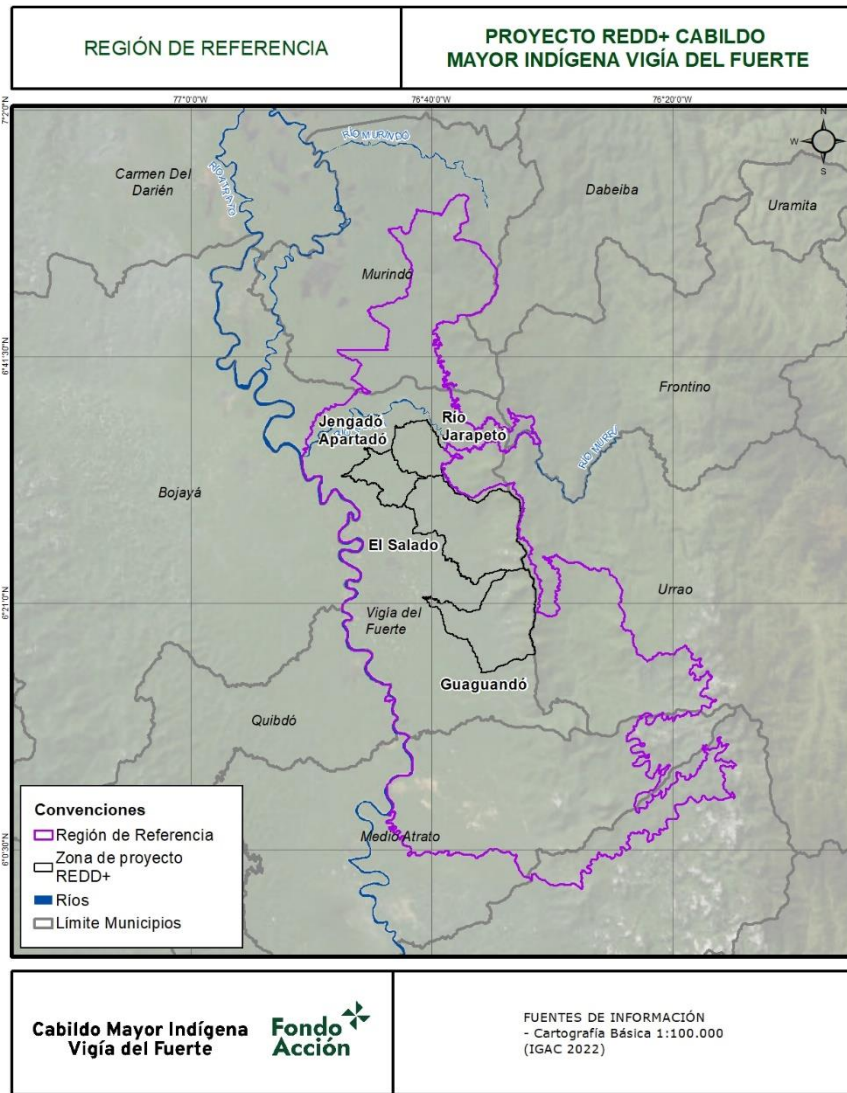 REGIÓN DE REFERENCIA
PROYECTO REDD+ CABILDO
MAYOR INDÍGENA VIGÍA DEL FUERTE
77°0'0"W
76°40'0"W
76°20'0"W
7°2'0"N
6°41'30"N
6°21'0"N
6°0'30"N
N
W
S
RÍO MURINDÓ
RÍO ATRATO
Carmen Del
Darién
Dabeiba
Uramita
Murindó
Frontino
Jengadó
Apartadó
Río
Jarapetó
RÍO MURRÍ
Bojayá
El Salado
Urrao
Vigía del
Fuerte
Guaguandó
Quibdó
Medio Atrato
Convenciones
Región de Referencia
Zona de proyecto
REDD+
Ríos
Límite Municipios
Cabildo Mayor Indígena
Vigía del Fuerte
Fondo
Acción
FUENTES DE INFORMACIÓN
- Cartografía Básica 1:100.000
(IGAC 2022)